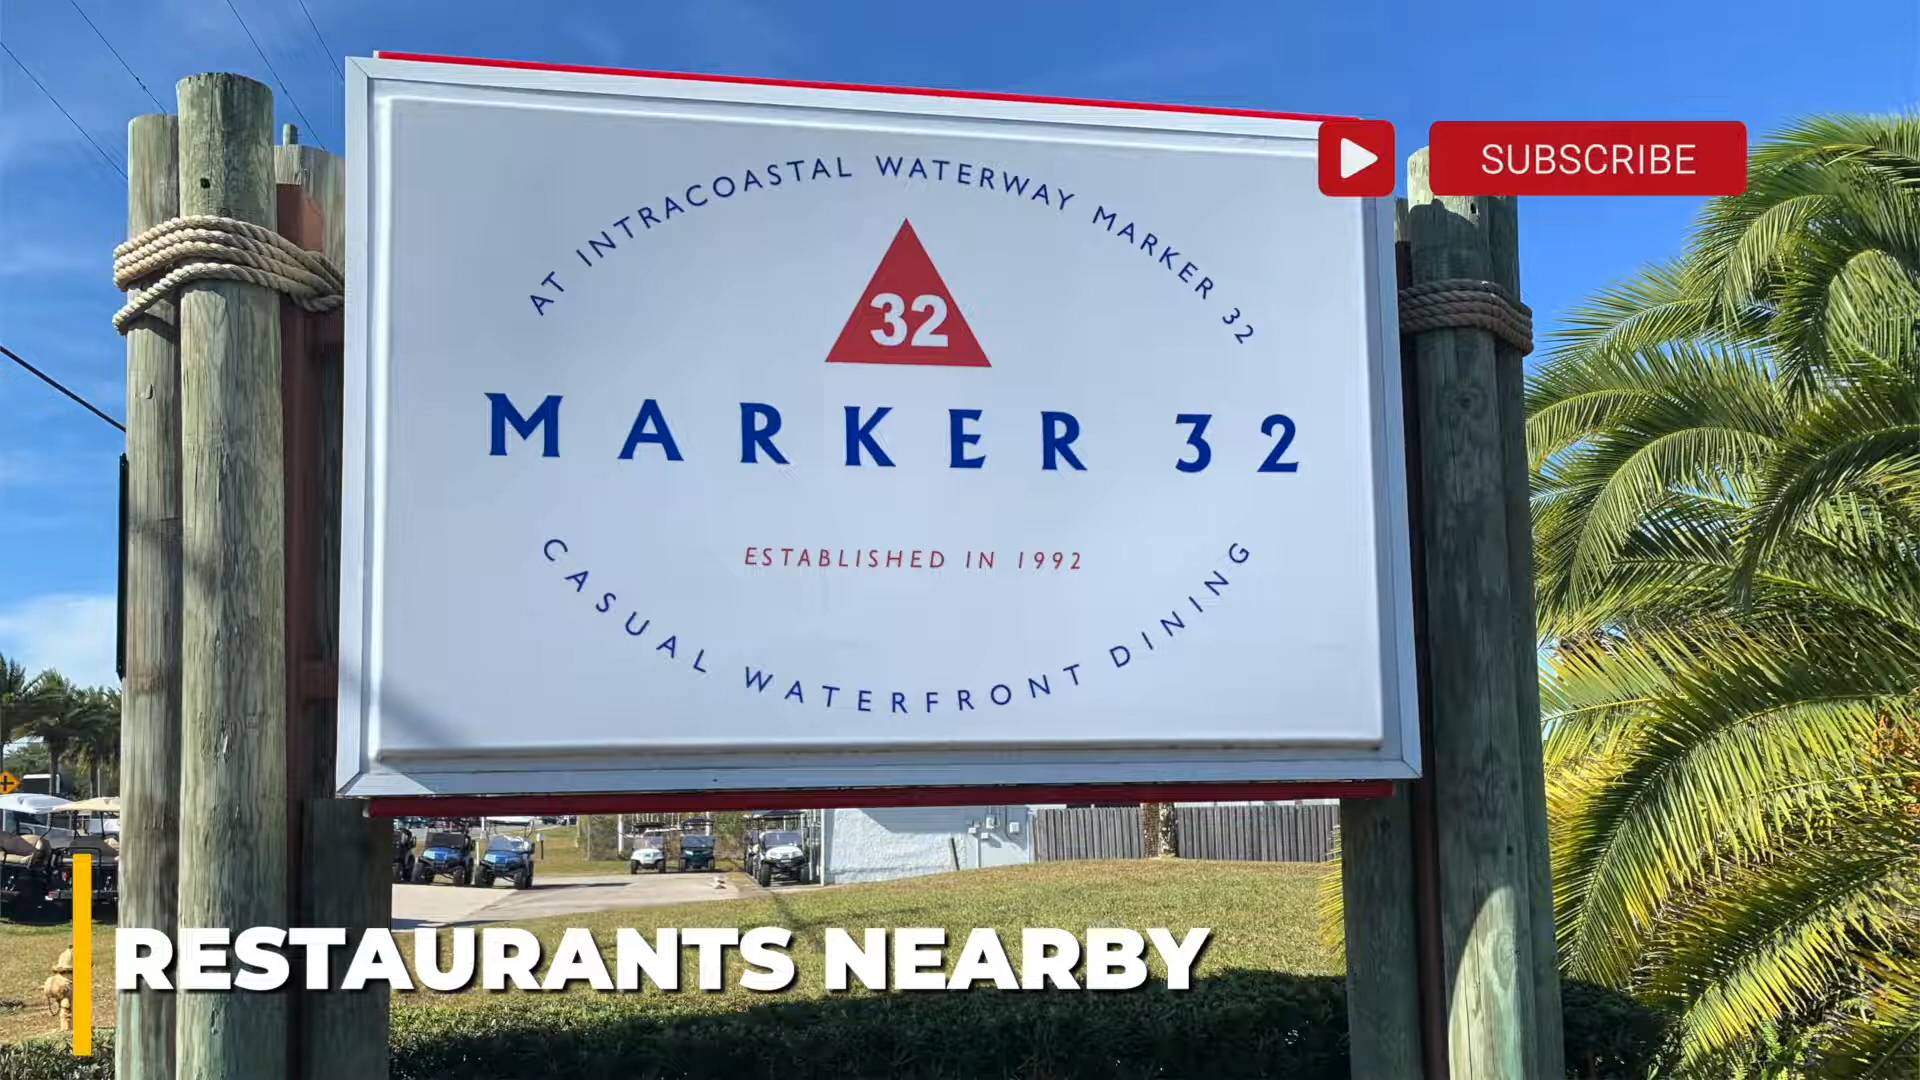 SUBSCRIBE
AT INTRACOASTAL WATERWAY MARKER 32
32
MARKER 32
ESTABLISHED IN 1992
CASUAL WATERFRONT DINING
RESTAURANTS NEARBY